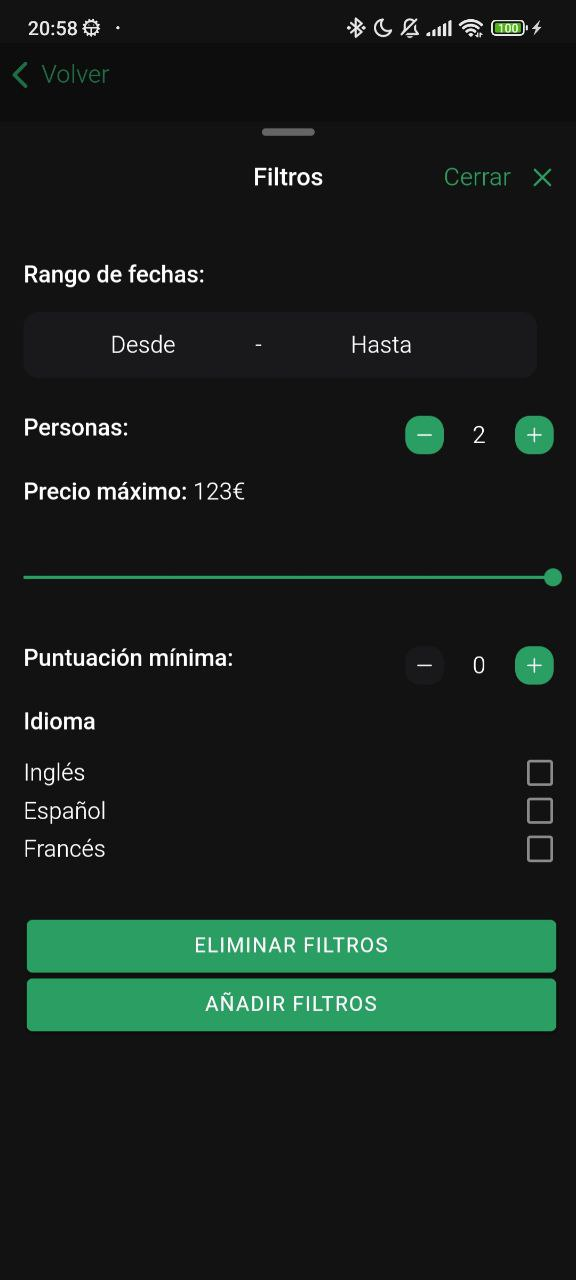 20:58
100
Volver
Filtros
Cerrar
Rango de fechas:
Desde - Hasta
Personas: 2
Precio máximo: 123€
Puntuación mínima: 0
Idioma
Inglés
Español
Francés
ELIMINAR FILTROS
AÑADIR FILTROS